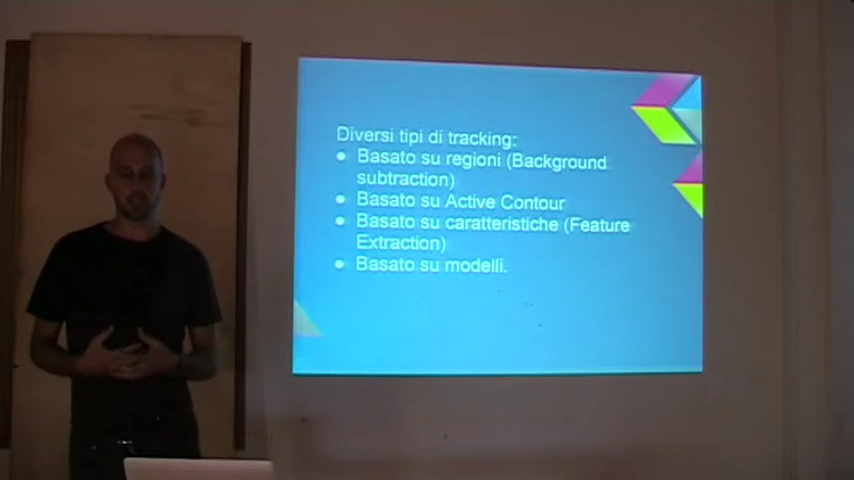 Diversi tipi di tracking:
● Basato su regioni (Background
subtraction)
● Basato su Active Contour
● Basato su caratteristiche (Feature
Extraction)
● Basato su modelli.